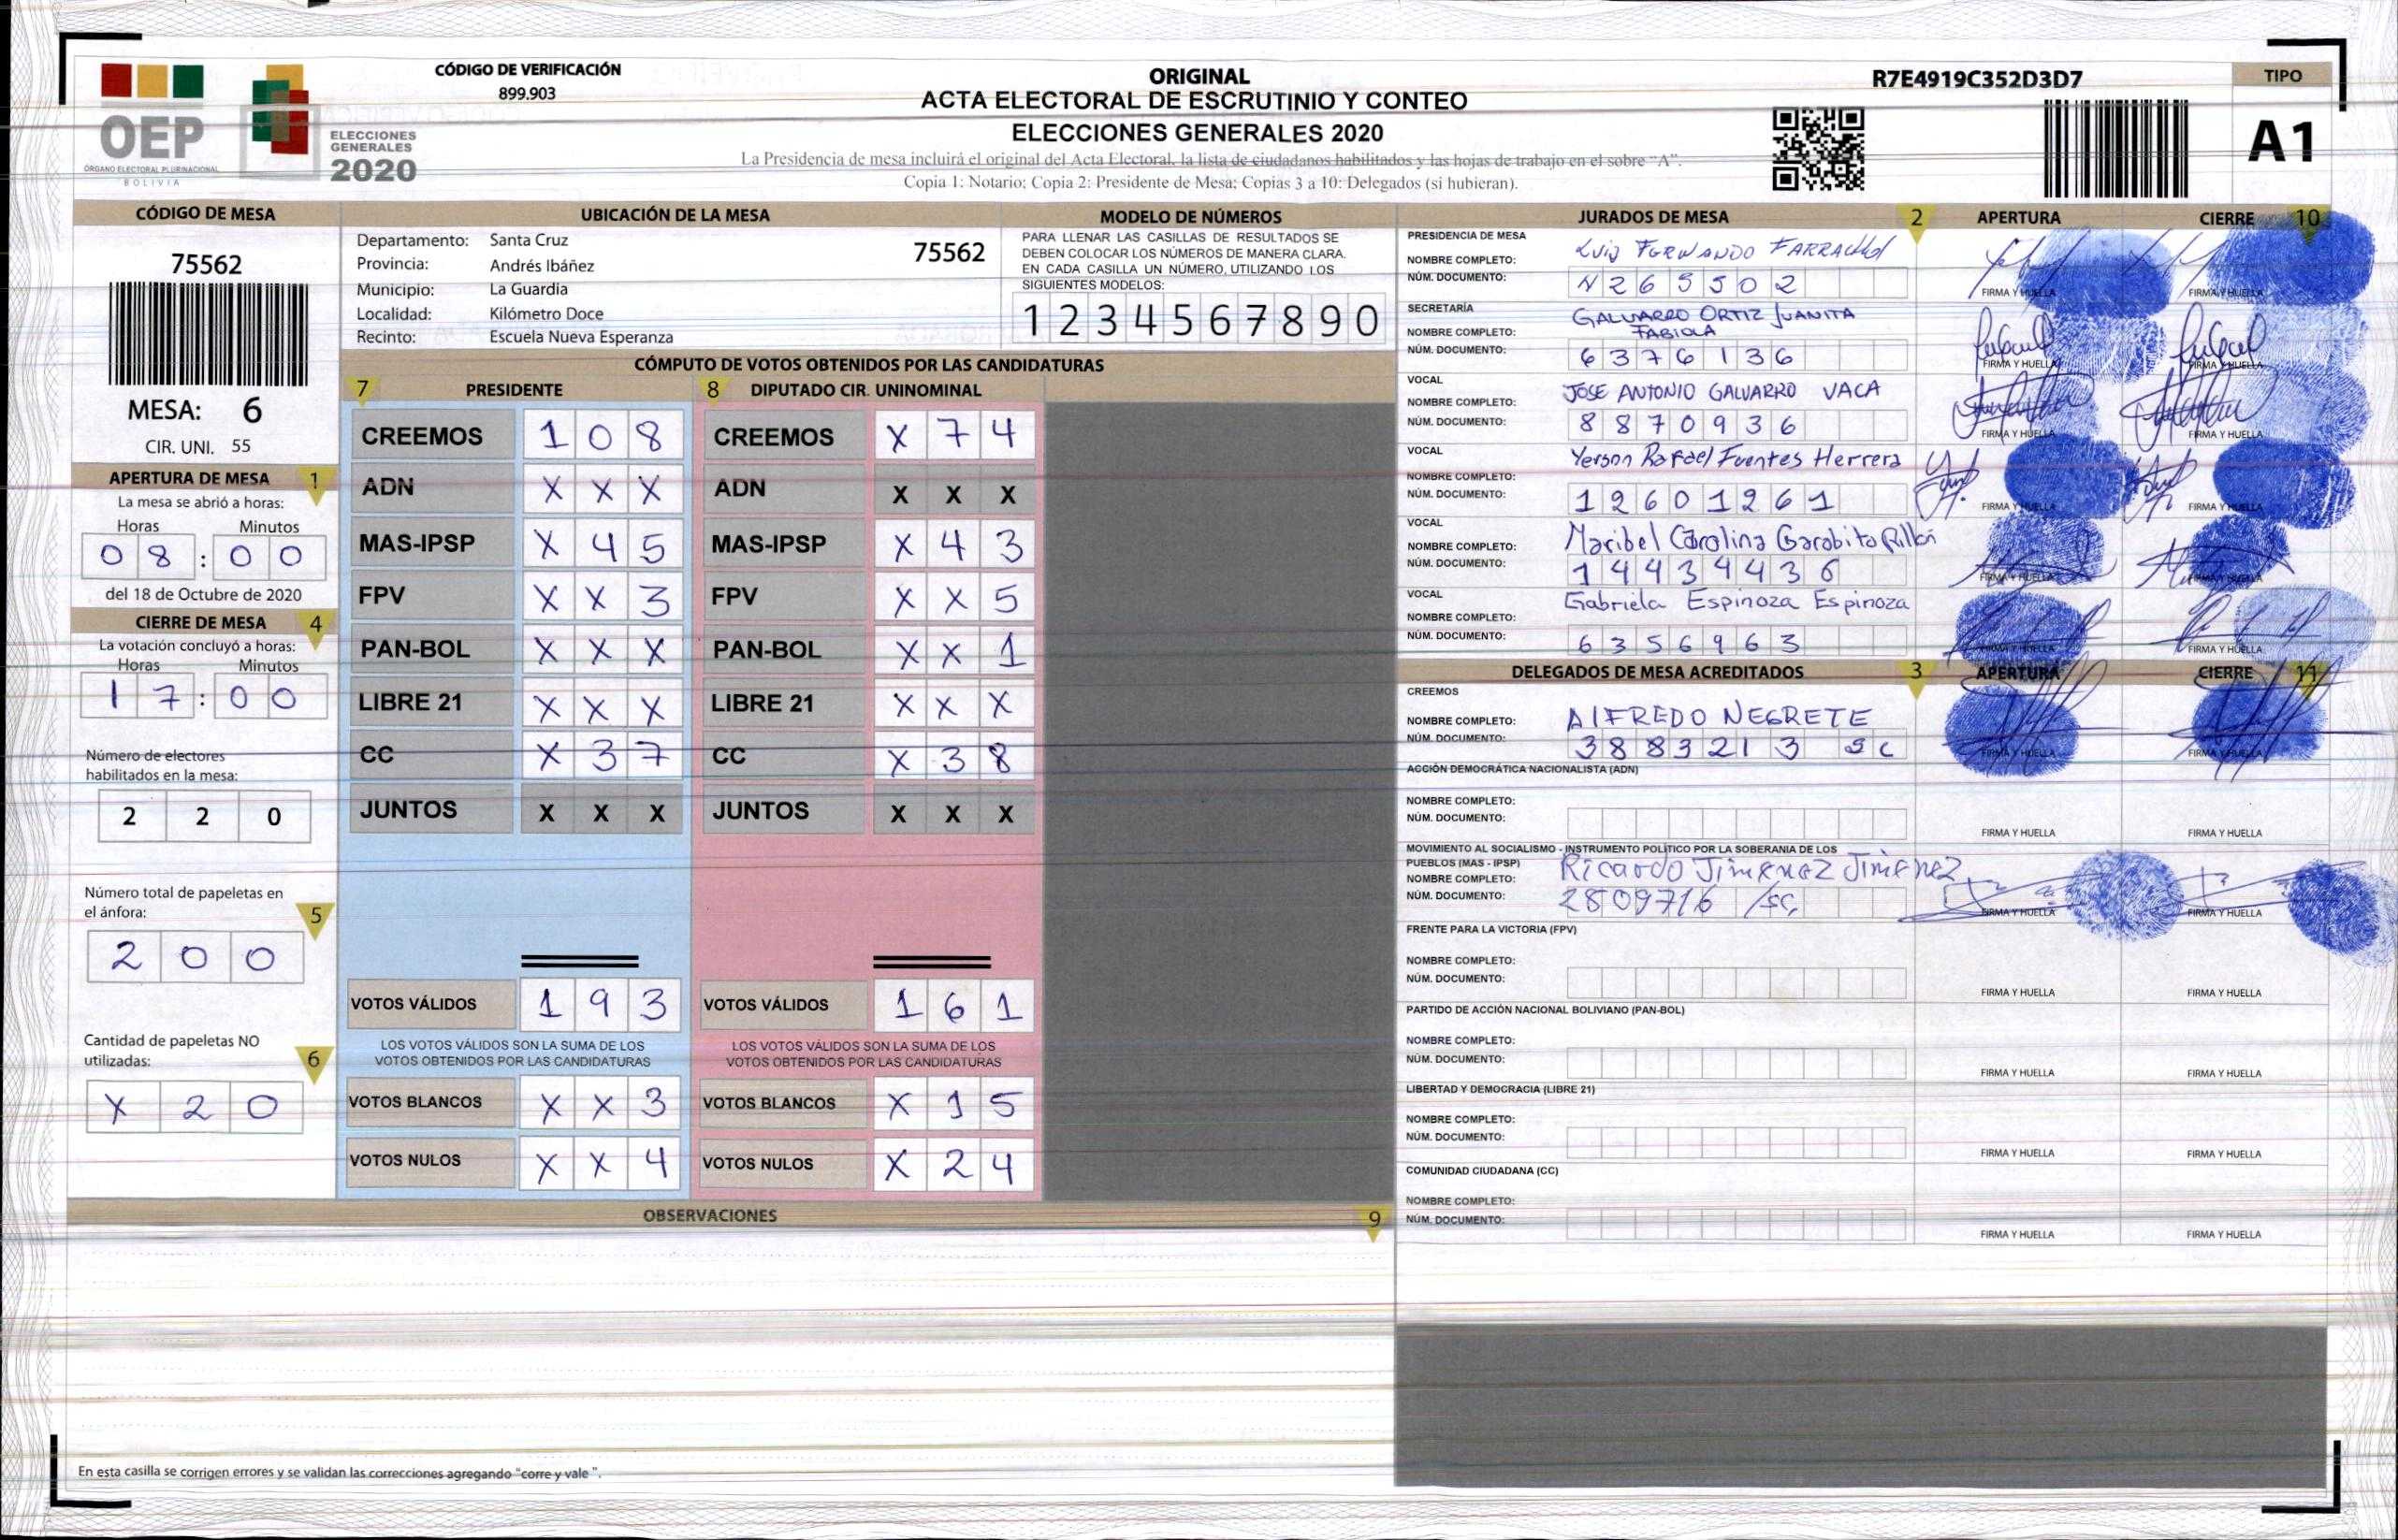 CÓDIGO DE VERIFICACIÓN
899.903
OEP
ÓRGANO ELECTORAL PLURINACIONAL
BOLIVIA
ELECCIONES
GENERALES
2020
ORIGINAL
ACTA ELECTORAL DE ESCRUTINIO Y CONTEO
ELECCIONES GENERALES 2020
La Presidencia de mesa incluirá el original del Acta Electoral, la lista de ciudadanos habilitados y las hojas de trabajo en el sobre "A".
Copia 1: Notario; Copia 2: Presidente de Mesa; Copias 3 a 10: Delegados (si hubieran).
R7E4919C352D3D7
TIPO
A1
CÓDIGO DE MESA
75562
MESA: 6
CIR. UNI. 55
UBICACIÓN DE LA MESA
Departamento: Santa Cruz 75562
Provincia: Andrés Ibáñez
Municipio: La Guardia
Localidad: Kilómetro Doce
Recinto: Escuela Nueva Esperanza
MODELO DE NÚMEROS
PARA LLENAR LAS CASILLAS DE RESULTADOS SE
DEBEN COLOCAR LOS NÚMEROS DE MANERA CLARA.
EN CADA CASILLA UN NÚMERO, UTILIZANDO LOS
SIGUIENTES MODELOS:
1 2 3 4 5 6 7 8 9 0
APERTURA DE MESA 1
La mesa se abrió a horas:
Horas Minutos
0 8 : 0 0
del 18 de Octubre de 2020
CIERRE DE MESA 4
La votación concluyó a horas:
Horas Minutos
1 7 : 0 0
Número de electores
habilitados en la mesa:
2 2 0
Número total de papeletas en
el ánfora: 5
2 0 0
Cantidad de papeletas NO
utilizadas: 6
X 2 0
CÓMPUTO DE VOTOS OBTENIDOS POR LAS CANDIDATURAS
7 PRESIDENTE
CREEMOS 1 0 8
ADN X X X
MAS-IPSP X 4 5
FPV X X 3
PAN-BOL X X X
LIBRE 21 X X X
CC X 3 7
JUNTOS X X X
VOTOS VÁLIDOS 1 9 3
LOS VOTOS VÁLIDOS SON LA SUMA DE LOS
VOTOS OBTENIDOS POR LAS CANDIDATURAS
VOTOS BLANCOS X X 3
VOTOS NULOS X X 4
8 DIPUTADO CIR. UNINOMINAL
CREEMOS X 7 4
ADN X X X
MAS-IPSP X 4 3
FPV X X 5
PAN-BOL X X 1
LIBRE 21 X X X
CC X 3 8
JUNTOS X X X
VOTOS VÁLIDOS 1 6 1
LOS VOTOS VÁLIDOS SON LA SUMA DE LOS
VOTOS OBTENIDOS POR LAS CANDIDATURAS
VOTOS BLANCOS X 1 5
VOTOS NULOS X 2 4
OBSERVACIONES 9
En esta casilla se corrigen errores y se validan las correcciones agregando "corre y vale ".
JURADOS DE MESA 2 APERTURA CIERRE 10
PRESIDENCIA DE MESA
NOMBRE COMPLETO: Luis FERNANDO
NÚM. DOCUMENTO: N 2 6 5 5 0 2
FIRMA Y HUELLA FIRMA Y HUELLA
SECRETARÍA
NOMBRE COMPLETO: GALVARRO ORTIZ JUANITA
FABIOLA
NÚM. DOCUMENTO: 6 3 7 6 1 3 6
FIRMA Y HUELLA FIRMA Y HUELLA
VOCAL
NOMBRE COMPLETO: JOSE ANTONIO GALVARRO VACA
NÚM. DOCUMENTO: 8 8 7 0 9 3 6
FIRMA Y HUELLA FIRMA Y HUELLA
VOCAL
NOMBRE COMPLETO: Yerson Rafael Fuentes Herrera
NÚM. DOCUMENTO: 1 2 6 0 1 2 6 1
FIRMA Y HUELLA FIRMA Y HUELLA
VOCAL
NOMBRE COMPLETO: Maribel Carolina Garabito
NÚM. DOCUMENTO: 1 4 4 3 4 4 3 6
FIRMA Y HUELLA FIRMA Y HUELLA
VOCAL
NOMBRE COMPLETO: Gabriela Espinoza Espinoza
NÚM. DOCUMENTO: 6 3 5 6 9 6 3
FIRMA Y HUELLA FIRMA Y HUELLA
DELEGADOS DE MESA ACREDITADOS 3 APERTURA CIERRE 11
CREEMOS
NOMBRE COMPLETO: ALFREDO NEGRETE
NÚM. DOCUMENTO: 3 8 8 3 2 1 3 SC
FIRMA Y HUELLA FIRMA Y HUELLA
ACCIÓN DEMOCRÁTICA NACIONALISTA (ADN)
NOMBRE COMPLETO:
NÚM. DOCUMENTO:
FIRMA Y HUELLA FIRMA Y HUELLA
MOVIMIENTO AL SOCIALISMO - INSTRUMENTO POLÍTICO POR LA SOBERANIA DE LOS
PUEBLOS (MAS - IPSP)
NOMBRE COMPLETO: Ricardo Jimenez Jimenez
NÚM. DOCUMENTO: 2809716 /SC
FIRMA Y HUELLA FIRMA Y HUELLA
FRENTE PARA LA VICTORIA (FPV)
NOMBRE COMPLETO:
NÚM. DOCUMENTO:
FIRMA Y HUELLA FIRMA Y HUELLA
PARTIDO DE ACCIÓN NACIONAL BOLIVIANO (PAN-BOL)
NOMBRE COMPLETO:
NÚM. DOCUMENTO:
FIRMA Y HUELLA FIRMA Y HUELLA
LIBERTAD Y DEMOCRACIA (LIBRE 21)
NOMBRE COMPLETO:
NÚM. DOCUMENTO:
FIRMA Y HUELLA FIRMA Y HUELLA
COMUNIDAD CIUDADANA (CC)
NOMBRE COMPLETO:
NÚM. DOCUMENTO:
FIRMA Y HUELLA FIRMA Y HUELLA